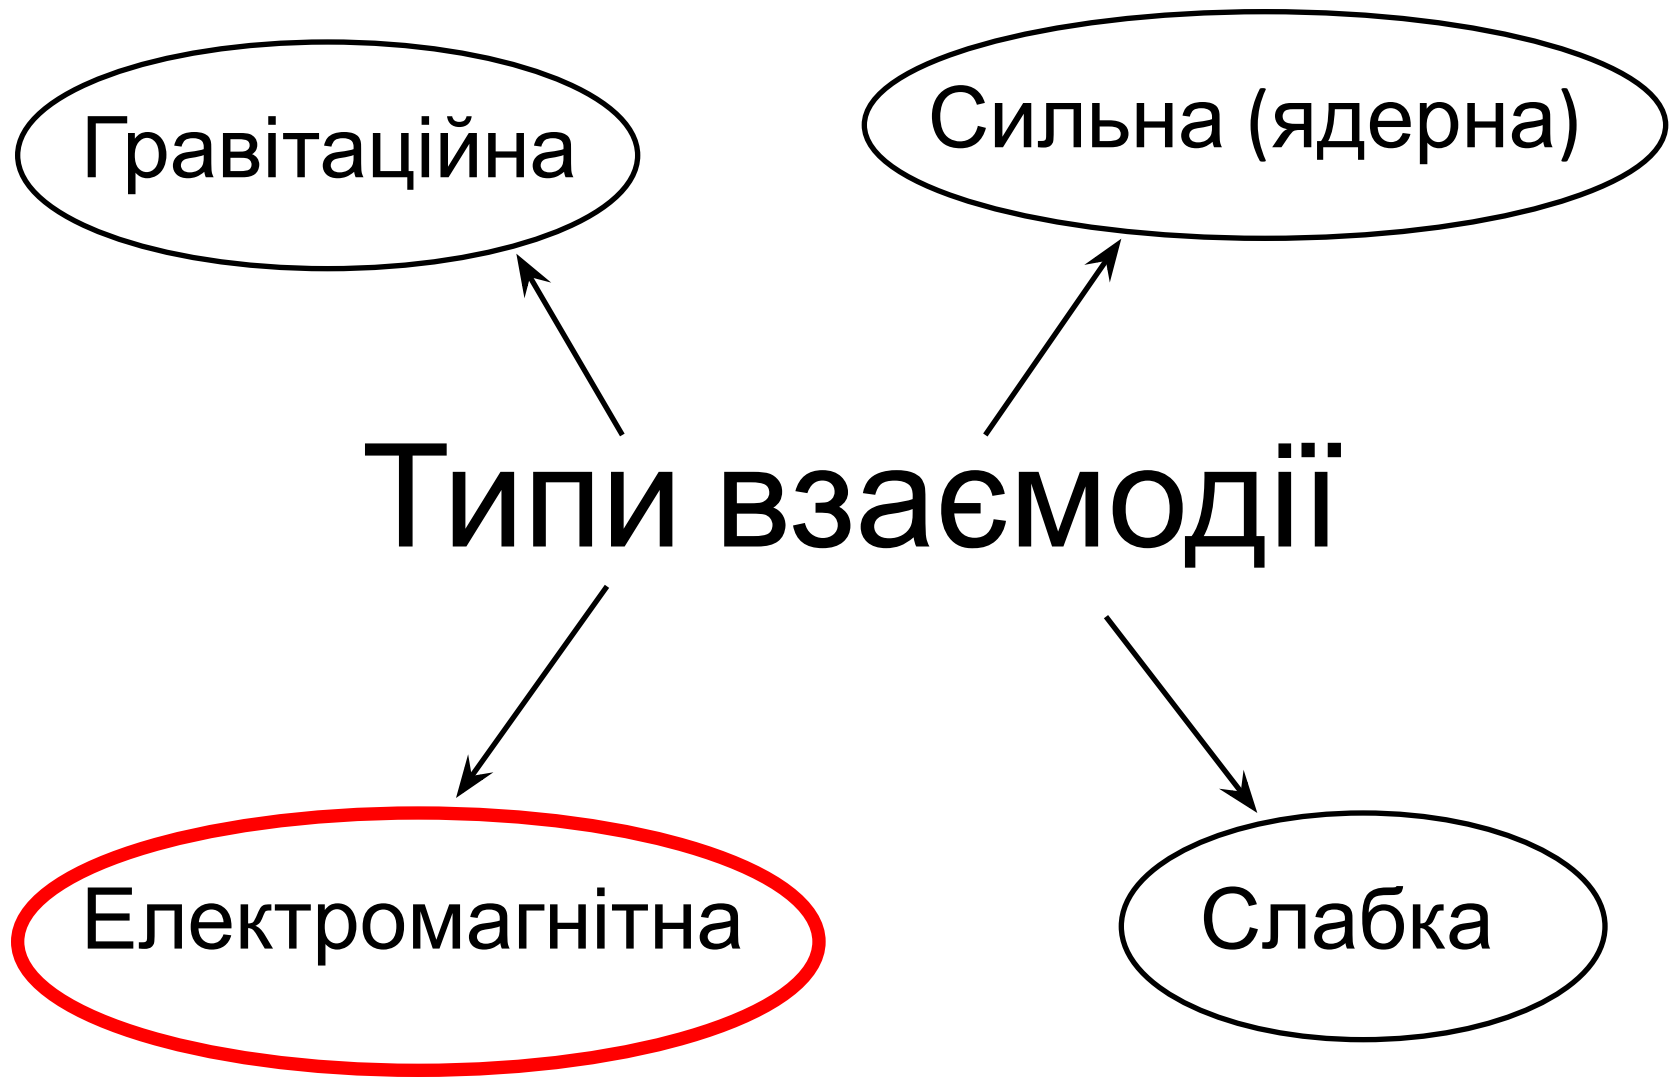 Гравітаційна
Сильна (ядерна)
Типи взаємодії
Електромагнітна
Слабка